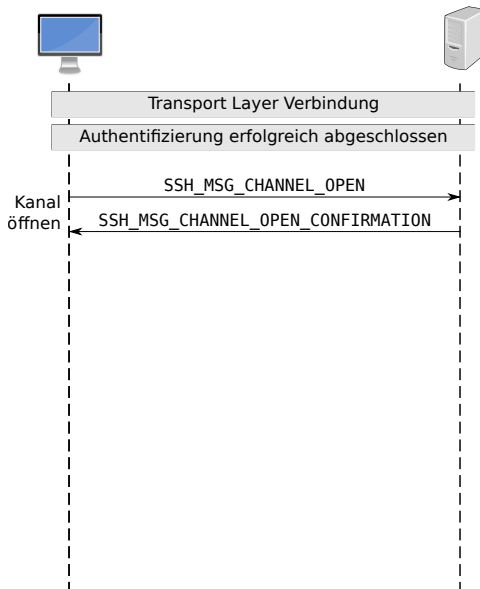 Transport Layer Verbindung
Authentifizierung erfolgreich abgeschlossen
SSH_MSG_CHANNEL_OPEN
Kanal
öffnen
SSH_MSG_CHANNEL_OPEN_CONFIRMATION